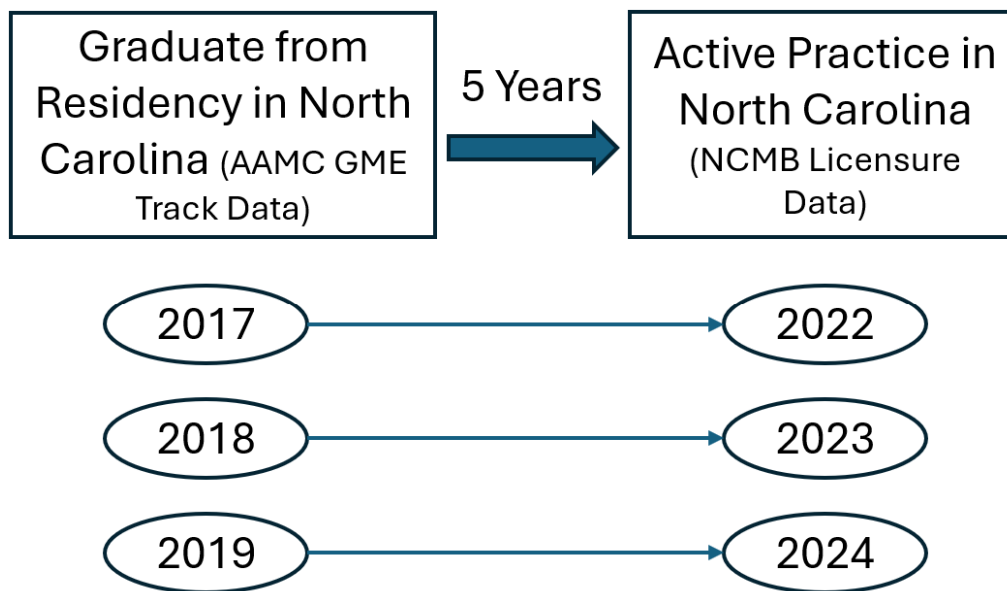 Graduate from
Residency in North
Carolina (AAMC GME
Track Data)
5 Years
Active Practice in
North Carolina
(NCMB Licensure
Data)
2017
2022
2018
2023
2019
2024